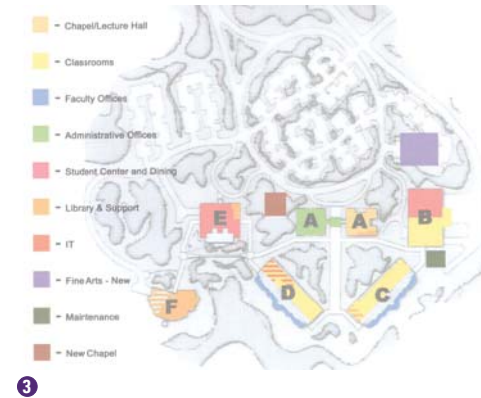 - Chapel/Lecture Hall
- Classrooms
- Faculty Offices
- Administrative Offices
- Student Center and Dining
- Library & Support
- IT
- Fine Arts - New
- Maintenance
- New Chapel
E
A
A
B
D
C
F
3